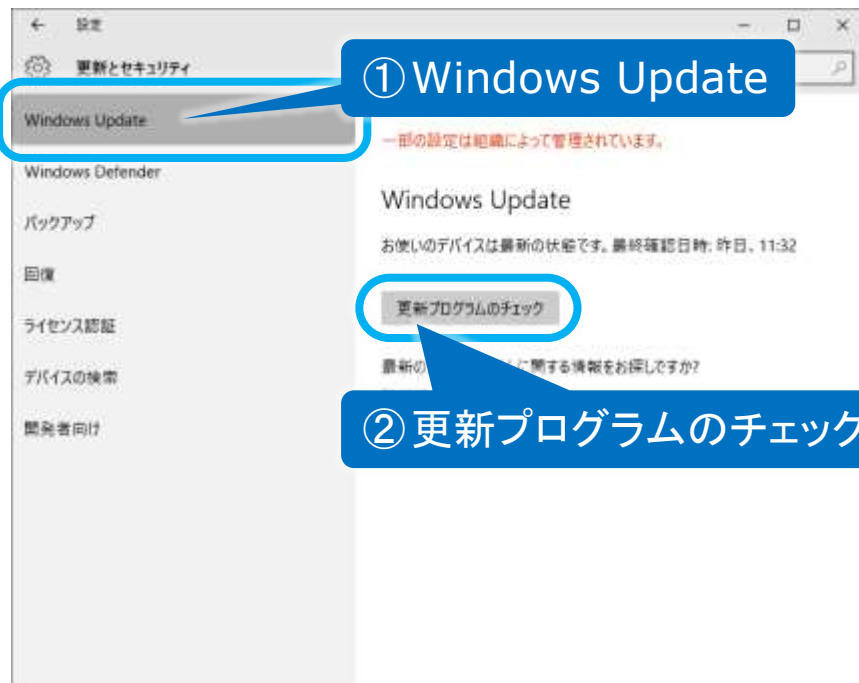 ← 設定
更新とセキュリティ
①Windows Update
Windows Update
一部の設定は組織によって管理されています。
Windows Defender
Windows Update
バックアップ
お使いのデバイスは最新の状態です。最終確認日時: 昨日、11:32
回復
更新プログラムのチェック
ライセンス認証
最新の
に関する情報をお探しですか?
デバイスの検索
②更新プログラムのチェック
開発者向け